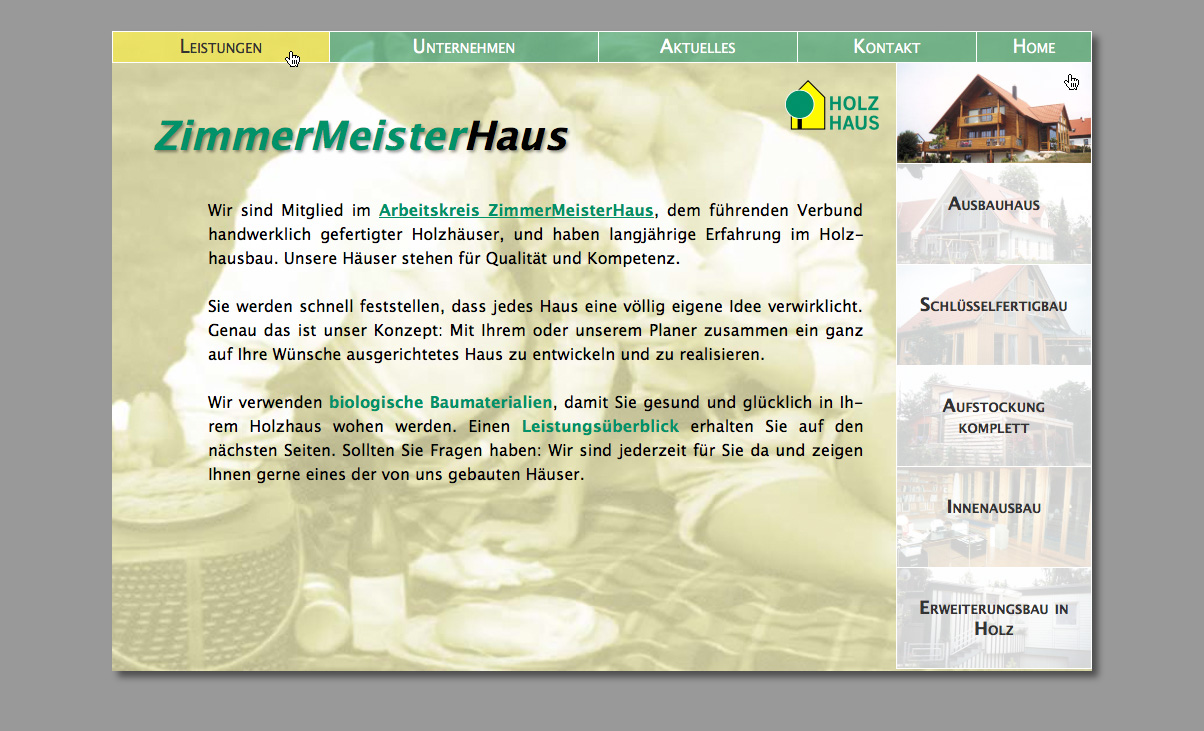 Leistungen
Unternehmen
Aktuelles
Kontakt
Home
HOLZ
HAUS
ZimmerMeisterHaus
Wir sind Mitglied im Arbeitskreis ZimmerMeisterHaus, dem führenden Verbund
handwerklich gefertigter Holzhäuser, und haben langjährige Erfahrung im Holz-
hausbau. Unsere Häuser stehen für Qualität und Kompetenz.
Sie werden schnell feststellen, dass jedes Haus eine völlig eigene Idee verwirklicht.
Genau das ist unser Konzept: Mit Ihrem oder unserem Planer zusammen ein ganz
auf Ihre Wünsche ausgerichtetes Haus zu entwickeln und zu realisieren.
Wir verwenden biologische Baumaterialien, damit Sie gesund und glücklich in Ih-
rem Holzhaus wohen werden. Einen Leistungsüberblick erhalten Sie auf den
nächsten Seiten. Sollten Sie Fragen haben: Wir sind jederzeit für Sie da und zeigen
Ihnen gerne eines der von uns gebauten Häuser.
Ausbauhaus
Schlüsselfertigbau
Aufstockung
komplett
Innenausbau
Erweiterungsbau in
Holz